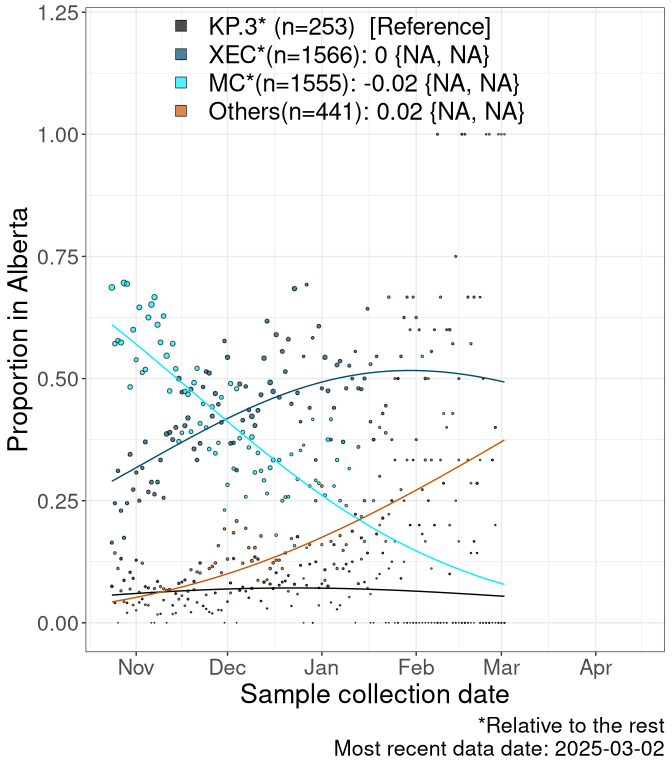 KP.3* (n=253)  [Reference]
XEC*(n=1566): 0 {NA, NA}
MC*(n=1555): -0.02 {NA, NA}
Others(n=441): 0.02 {NA, NA}
1.25
1.00
0.75
0.50
0.25
0.00
Proportion in Alberta
Nov Dec Jan Feb Mar Apr
Sample collection date
*Relative to the rest
Most recent data date: 2025-03-02